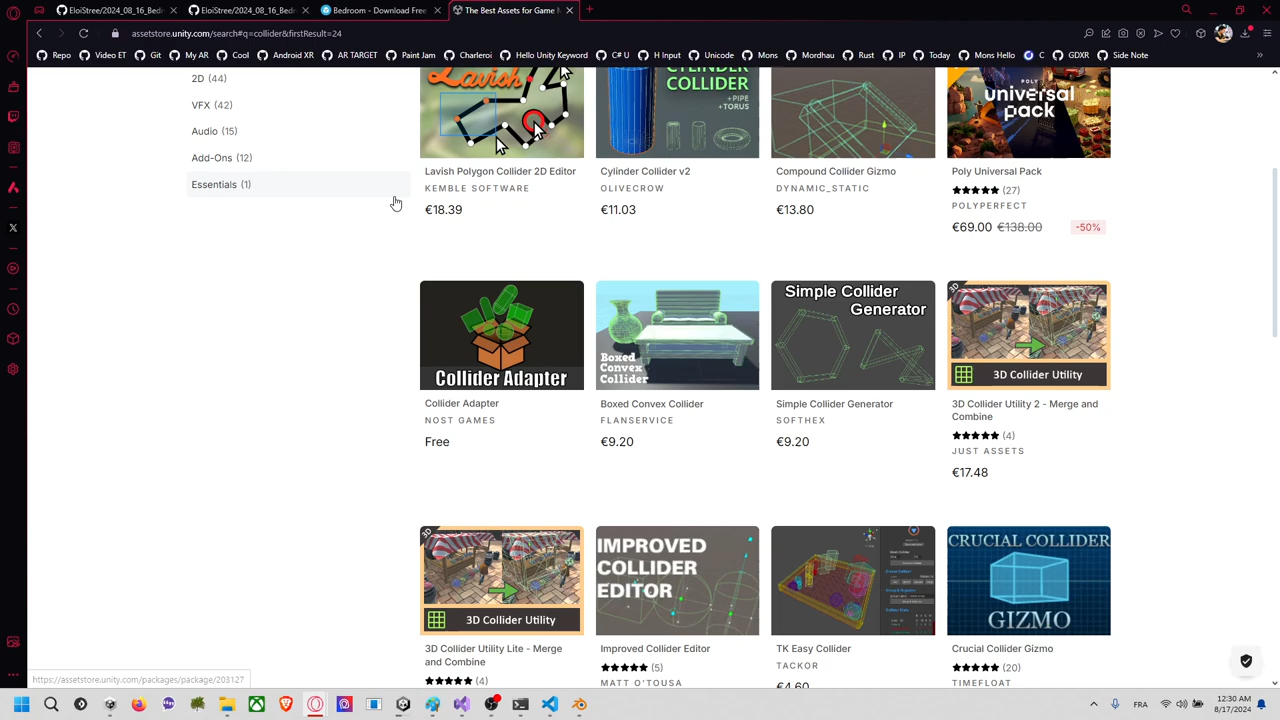 EloiStree/2024_08_16_Bedr
EloiStree/2024_08_16_Bedr
Bedroom - Download Free
The Best Assets for Game M
assetstore.unity.com/search#q=collider&firstResult=24
Repo
Video ET
Git
My AR
Cool
Android XR
AR TARGET
Paint Jam
Charleroi
Hello Unity Keyword
C# U
H Input
Unicode
Mons
Mordhau
Rust
IP
Today
Mons Hello
C
GDXR
Side Note
2D (44)
VFX (42)
Audio (15)
Add-Ons (12)
Essentials (1)
Lavish
CYLINDER
COLLIDER
+PIPE
+TORUS
POLY
universal
pack
Lavish Polygon Collider 2D Editor
KEMBLE SOFTWARE
€18.39
Cylinder Collider v2
OLIVECROW
€11.03
Compound Collider Gizmo
DYNAMIC_STATIC
€13.80
Poly Universal Pack
(27)
POLYPERFECT
€69.00 €138.00 -50%
Collider Adapter
Boxed
Convex
Collider
Simple Collider
Generator
3D
3D Collider Utility
Collider Adapter
NOST GAMES
Free
Boxed Convex Collider
FLANSERVICE
€9.20
Simple Collider Generator
SOFTHEX
€9.20
3D Collider Utility 2 - Merge and
Combine
(4)
JUST ASSETS
€17.48
3D
3D Collider Utility
IMPROVED
COLLIDER
EDITOR
CRUCIAL COLLIDER
GIZMO
3D Collider Utility Lite - Merge
and Combine
(4)
Improved Collider Editor
(5)
MATT O'TOUSA
TK Easy Collider
TACKOR
€4.60
Crucial Collider Gizmo
(20)
TIMEFLOAT
https://assetstore.unity.com/packages/package/203127
FRA
12:30 AM
8/17/2024